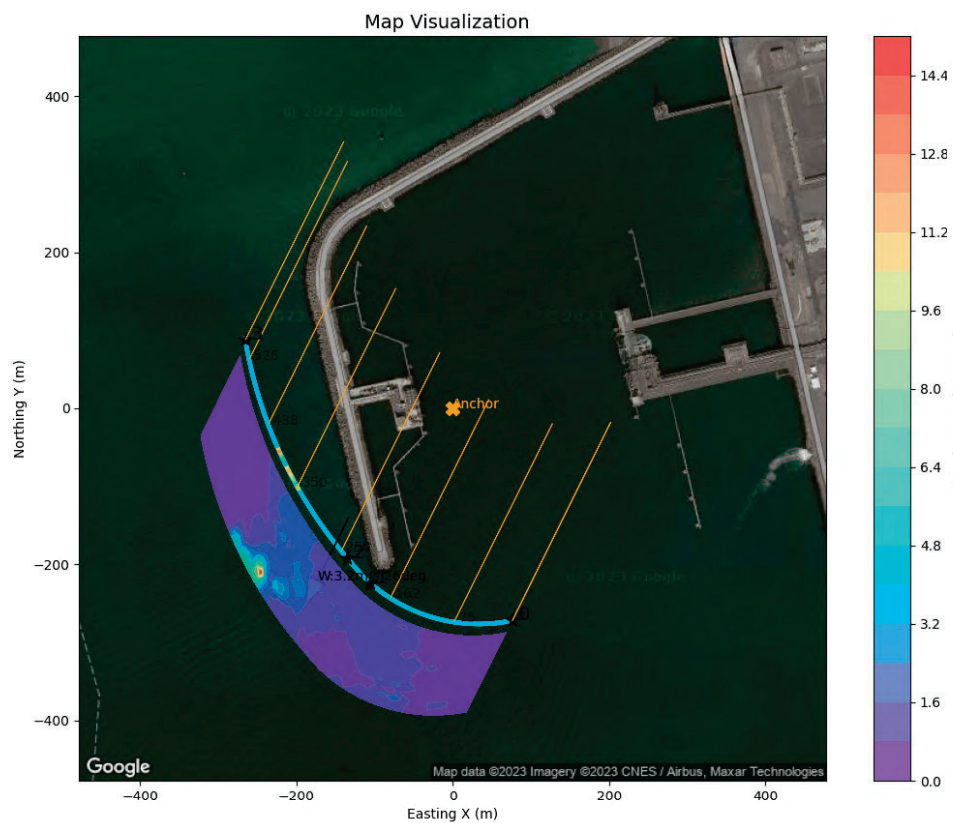 Map Visualization
© 2023 Google
Anchor
Google
Map data ©2023 Imagery ©2023 CNES / Airbus, Maxar Technologies
400
200
0
−200
−400
Northing Y (m)
−400
−200
0
200
400
Easting X (m)
14.4
12.8
11.2
9.6
8.0
6.4
4.8
3.2
1.6
0.0